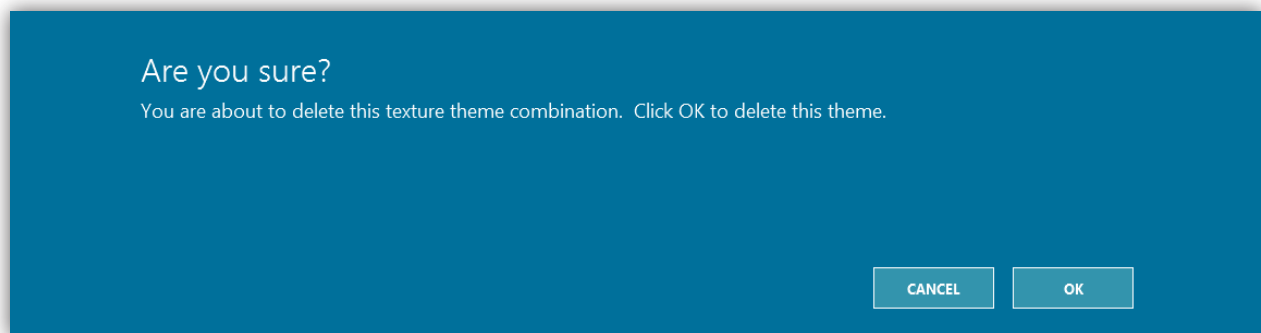 Are you sure?
You are about to delete this texture theme combination.  Click OK to delete this theme.
CANCEL
OK